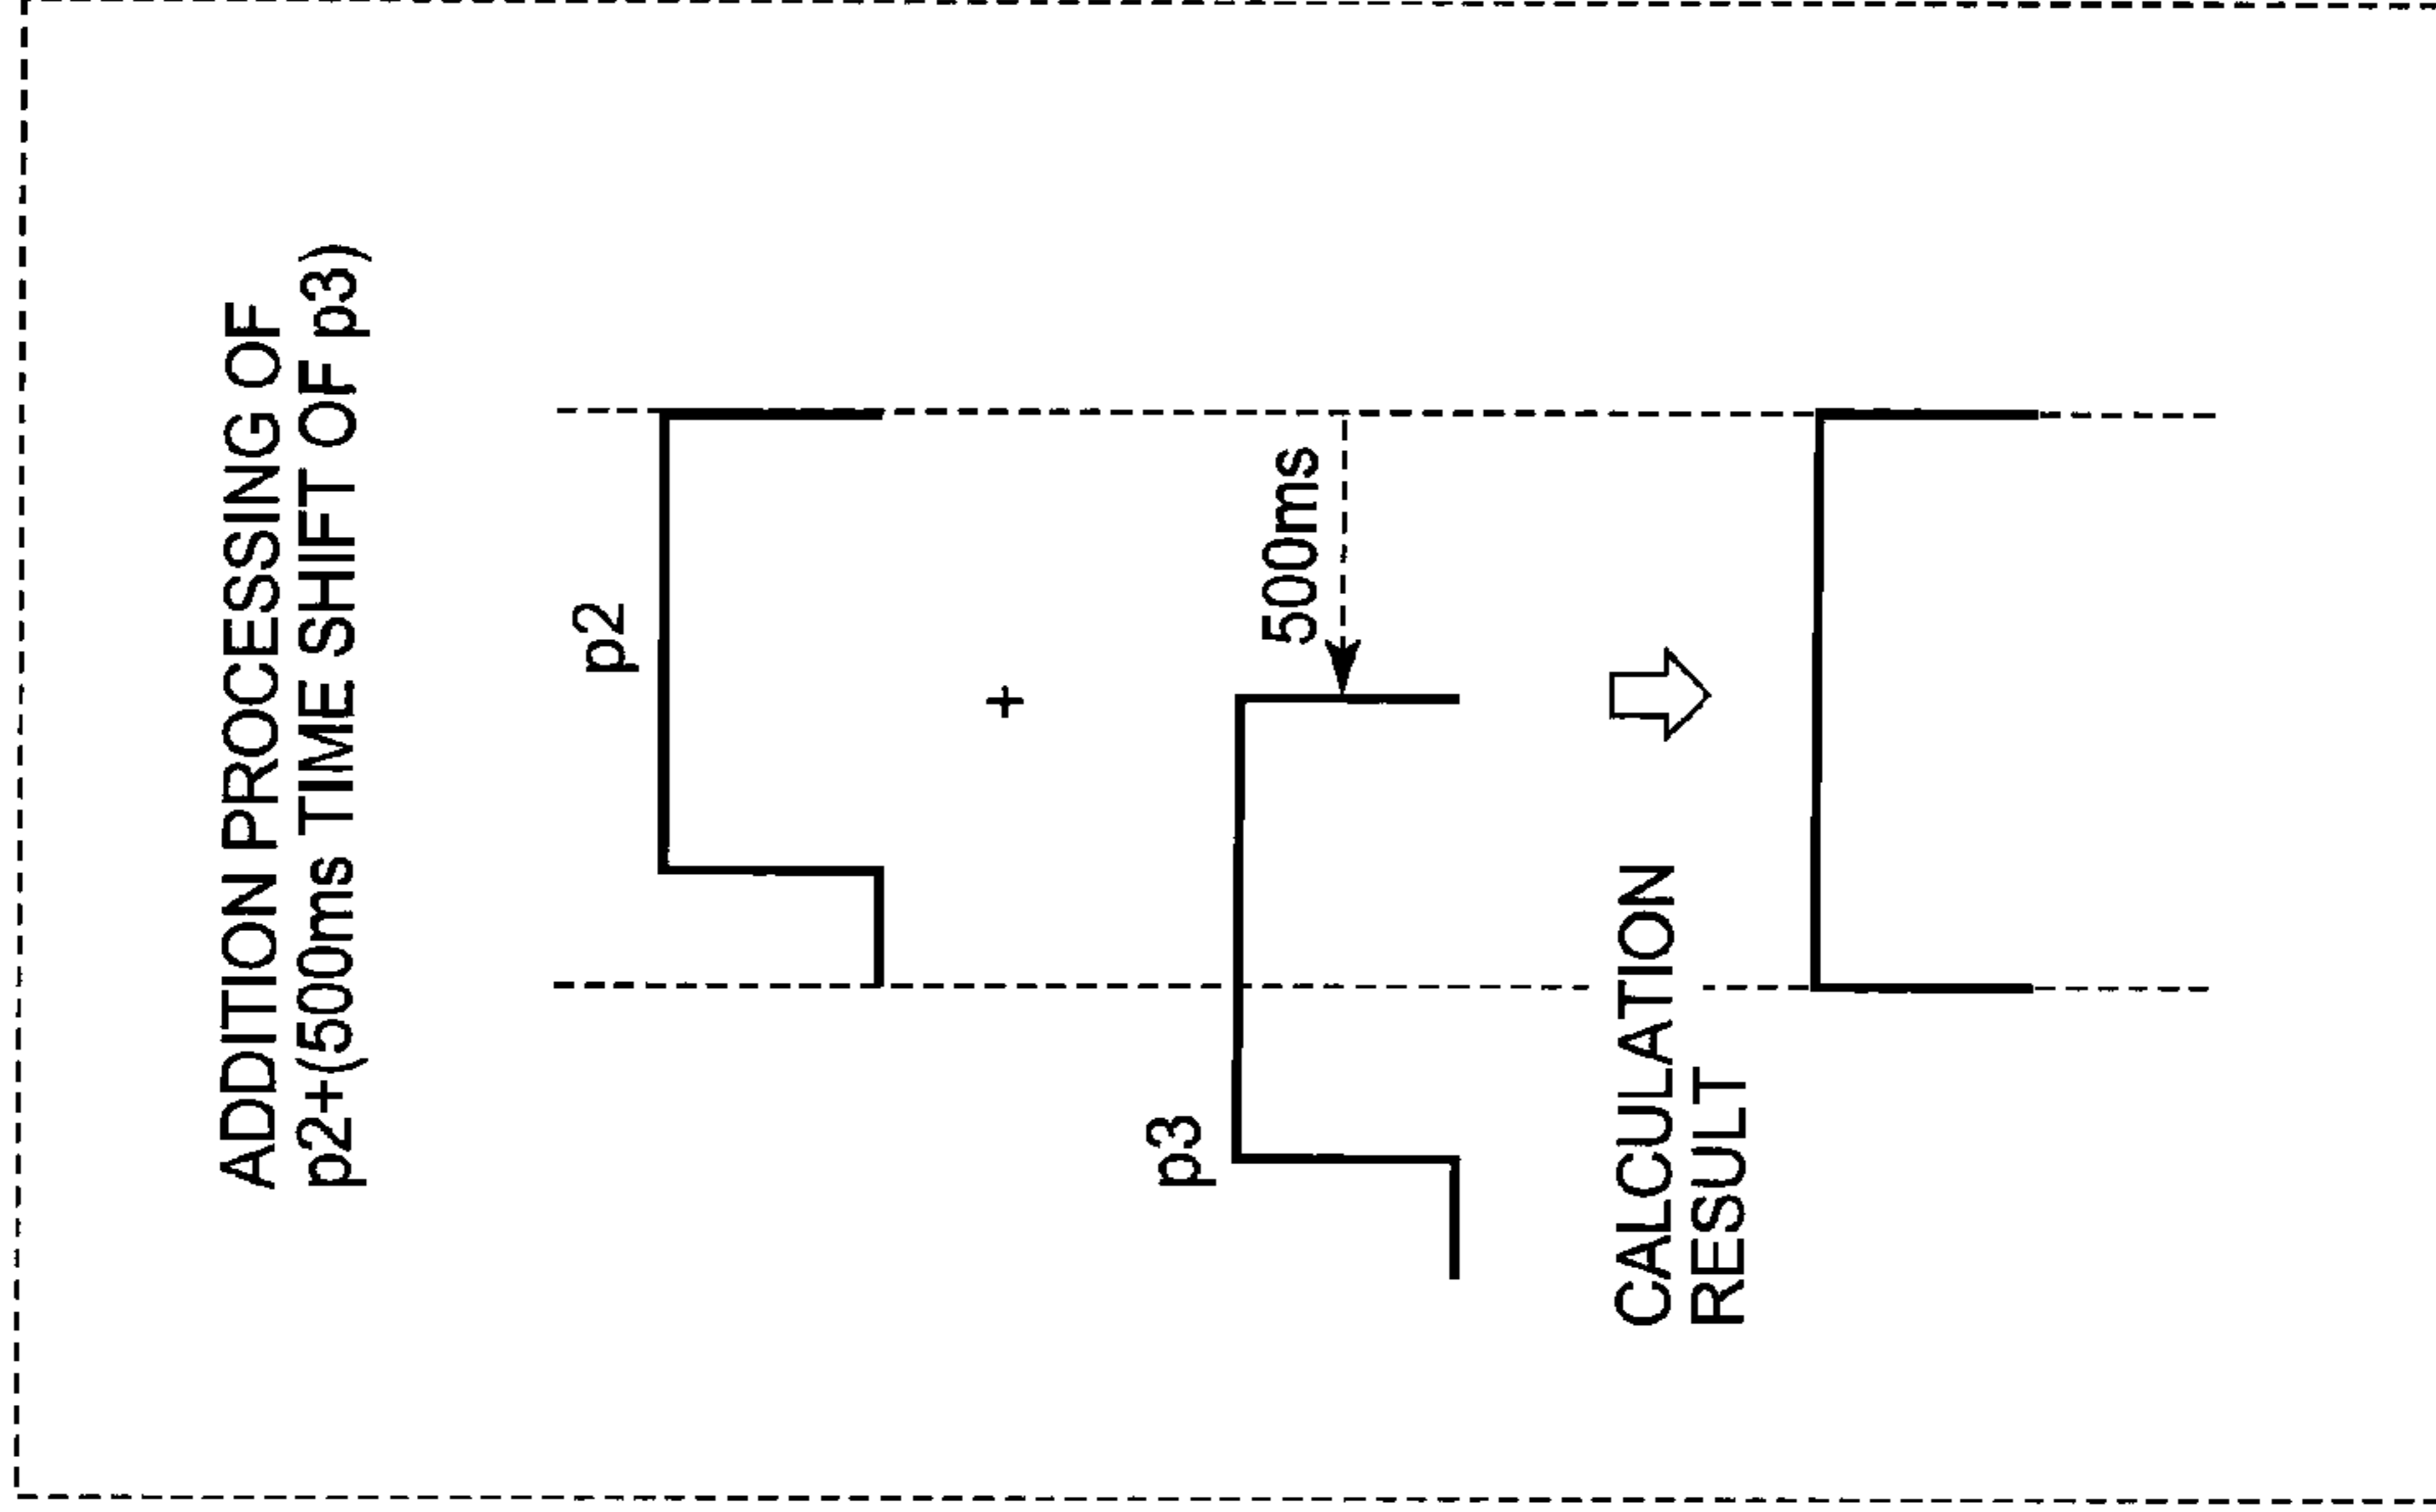 ADDITION PROCESSING OF
p2+(500ms TIME SHIFT OF p3)
p2
+
p3
500ms
CALCULATION
RESULT